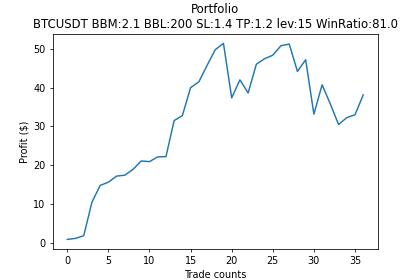 Portfolio
BTCUSDT BBM:2.1 BBL:200 SL:1.4 TP:1.2 lev:15 WinRatio:81.0
50
40
30
20
10
0
Profit ($)
0 5 10 15 20 25 30 35
Trade counts